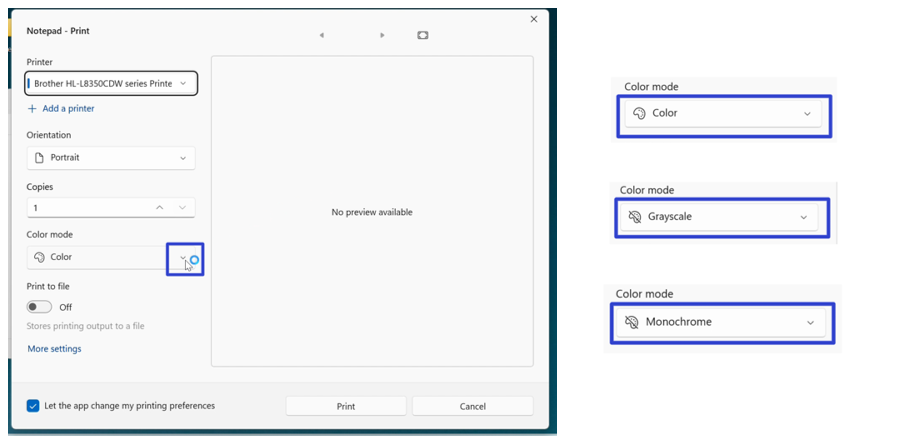 Notepad - Print
Printer
Brother HL-L8350CDW series Printe
+ Add a printer
Orientation
Portrait
Copies
1
Color mode
Color
Print to file
Off
Stores printing output to a file
More settings
No preview available
Let the app change my printing preferences
Print
Cancel
Color mode
Color
Color mode
Grayscale
Color mode
Monochrome